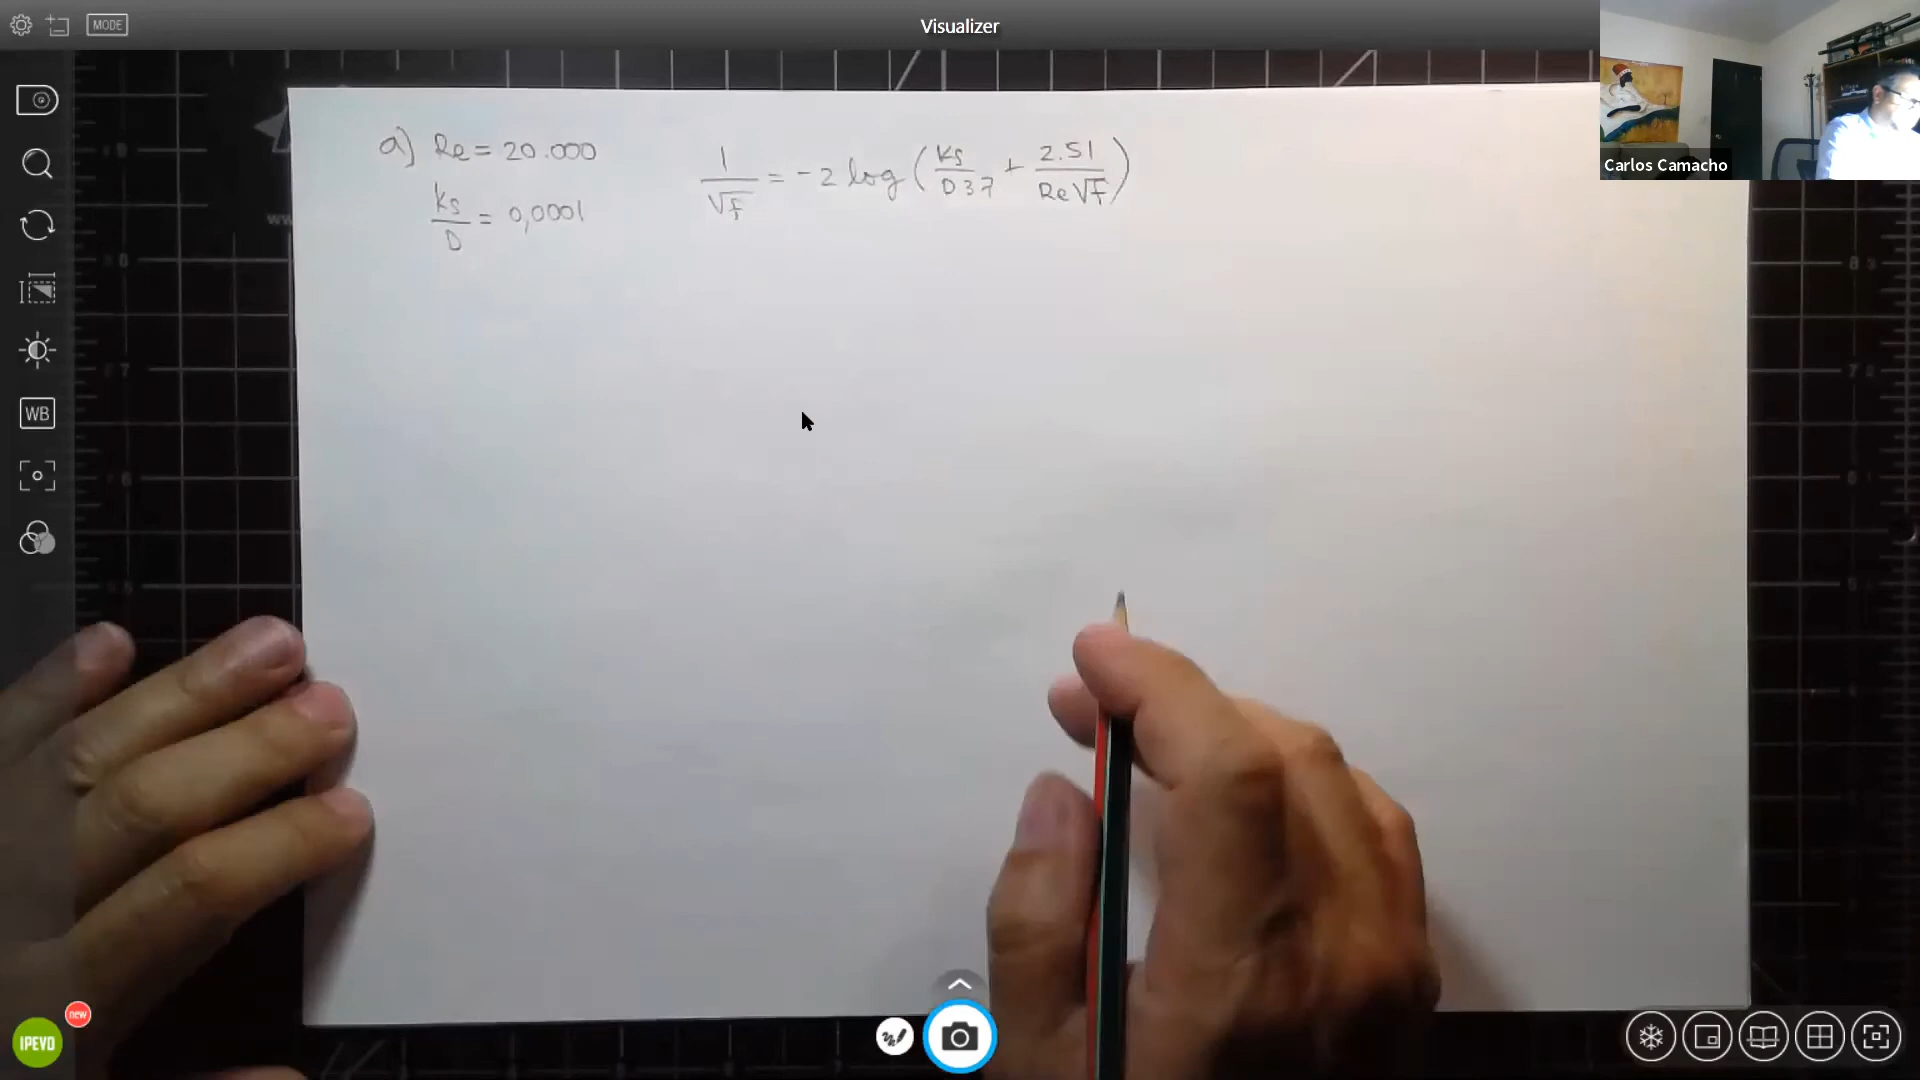 MODE
Visualizer
Carlos Camacho
WB
a) Re = 20.000
ks/D = 0,0001
1/√f = -2 log (ks/D 3 7 + 2.51/Re√f)
new
IPEVO